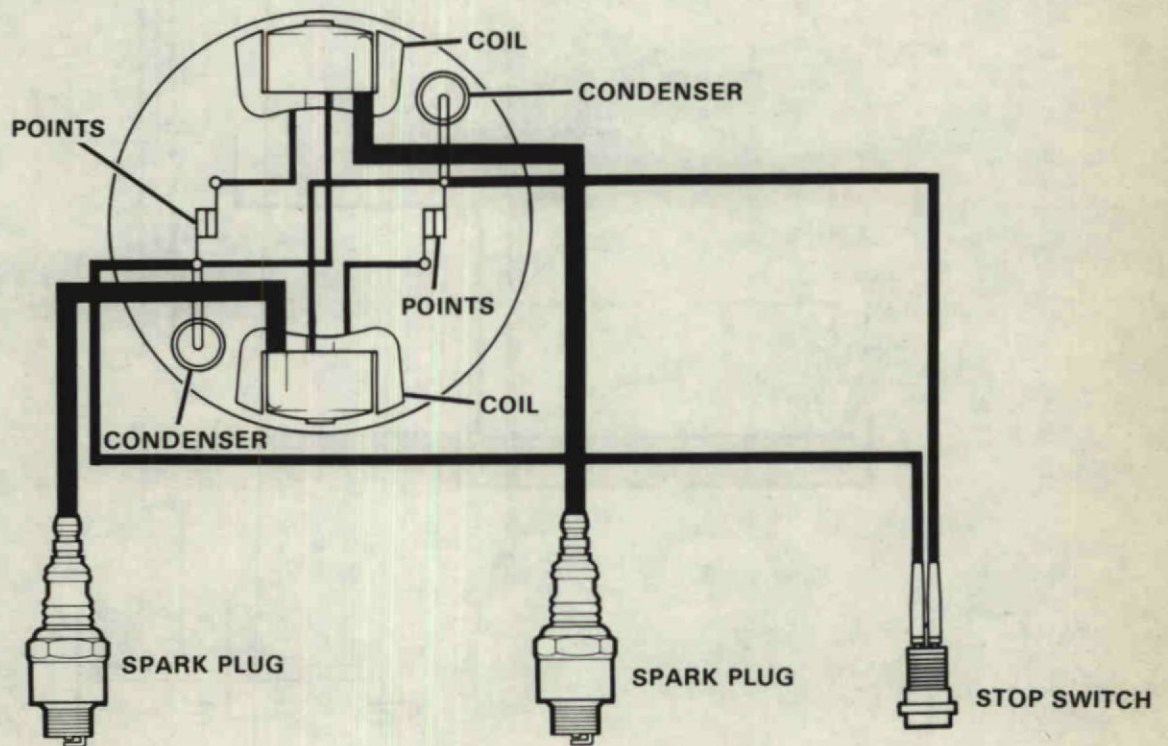 COIL
CONDENSER
POINTS
POINTS
COIL
CONDENSER
SPARK PLUG
SPARK PLUG
STOP SWITCH